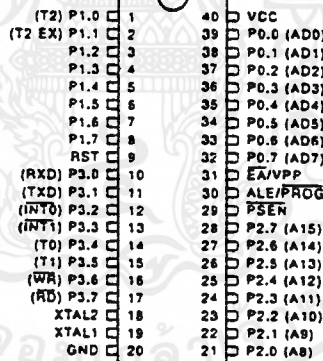 (T2) P1.0 1 40 VCC
(T2 EX) P1.1 2 39 P0.0 (AD0)
P1.2 3 38 P0.1 (AD1)
P1.3 4 37 P0.2 (AD2)
P1.4 5 36 P0.3 (AD3)
P1.5 6 35 P0.4 (AD4)
P1.6 7 34 P0.5 (AD5)
P1.7 8 33 P0.6 (AD6)
RST 9 32 P0.7 (AD7)
(RXD) P3.0 10 31 EA/VPP
(TXD) P3.1 11 30 ALE/PROG
(INT0) P3.2 12 29 PSEN
(INT1) P3.3 13 28 P2.7 (A15)
(T0) P3.4 14 27 P2.6 (A14)
(T1) P3.5 15 26 P2.5 (A13)
(WR) P3.6 16 25 P2.4 (A12)
(RD) P3.7 17 24 P2.3 (A11)
XTAL2 18 23 P2.2 (A10)
XTAL1 19 22 P2.1 (A9)
GND 20 21 P2.0 (A8)